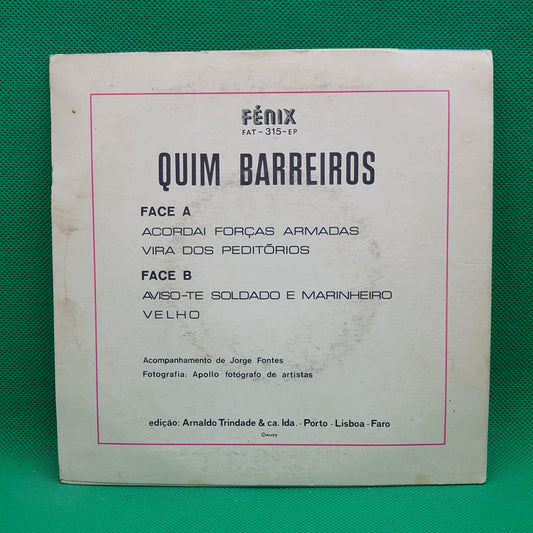 FÉNIX
FAT - 315 - EP
QUIM BARREIROS
FACE A
ACORDAI FORÇAS ARMADAS
VIRA DOS PEDITÓRIOS
FACE B
AVISO-TE SOLDADO E MARINHEIRO
VELHO
Acompanhamento de Jorge Fontes
Fotografia: Apollo fotógrafo de artistas
edição: Arnaldo Trindade & ca. lda. - Porto - Lisboa - Faro